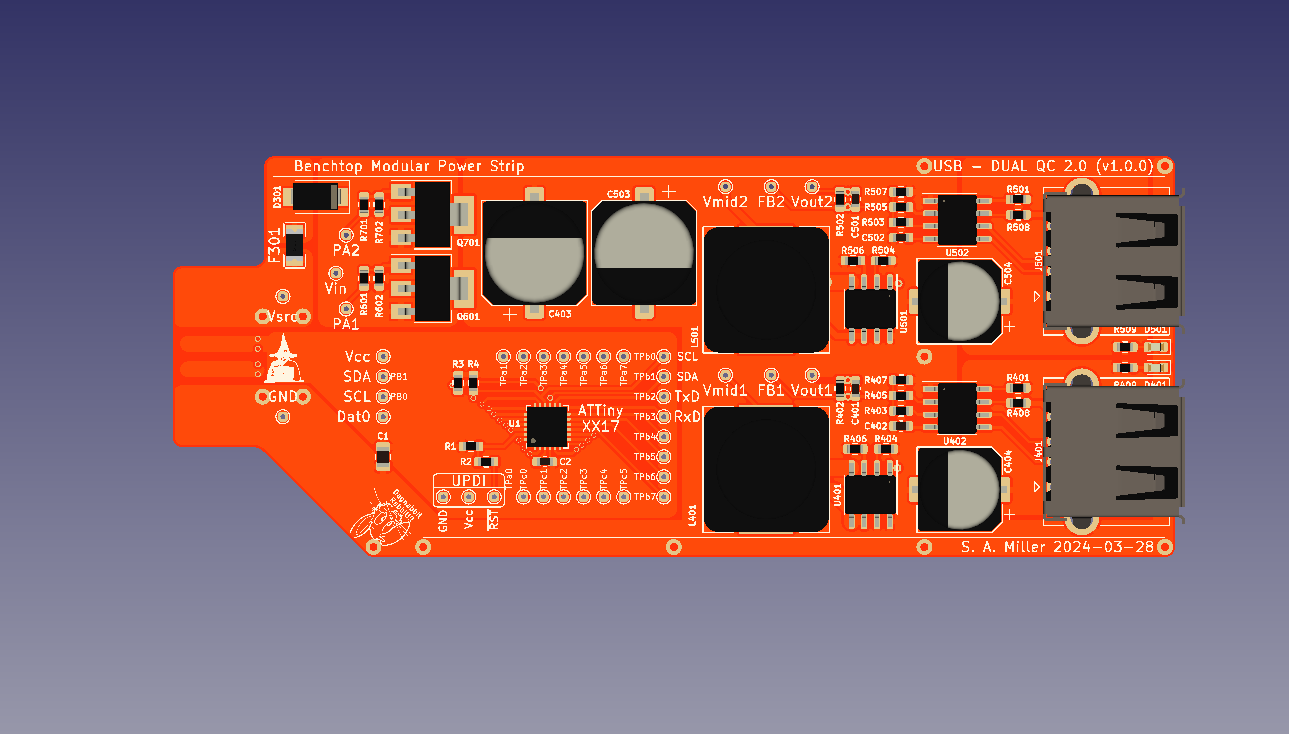 Benchtop Modular Power Strip
USB - DUAL QC 2.0 (v1.0.0)
D301
F301
R701
R702
PA2
Q701
Vin
R601
R602
PA1
Q601
Vsrc
GND
C403
C503
Vmid2 FB2 Vout2
R502
C501
R507
R505
R503
C502
R506 R504
U502
R501
R508
J501
L501
U501
C504
R509 D501
Vcc
SDA PB1
SCL PB0
Dat0
C1
R3 R4
TPa1
TPa2
TPa3
TPa4
TPa5
TPa6
TPa7
TPb0 SCL
TPb1 SDA
TPb2 TxD
TPb3 RxD
TPb4
TPb5
TPb6
TPb7
U1
ATTiny
XX17
R1
R2
C2
UPDI
GND
Vcc
RST
TPa0
TPc0
TPc1
TPc2
TPc3
TPc4
TPc5
Vmid1 FB1 Vout1
R402
C401
R407
R405
R403
C402
R406 R404
U402
R401
R408
J401
L401
U401
C404
R409 D401
S. A. Miller 2024-03-28